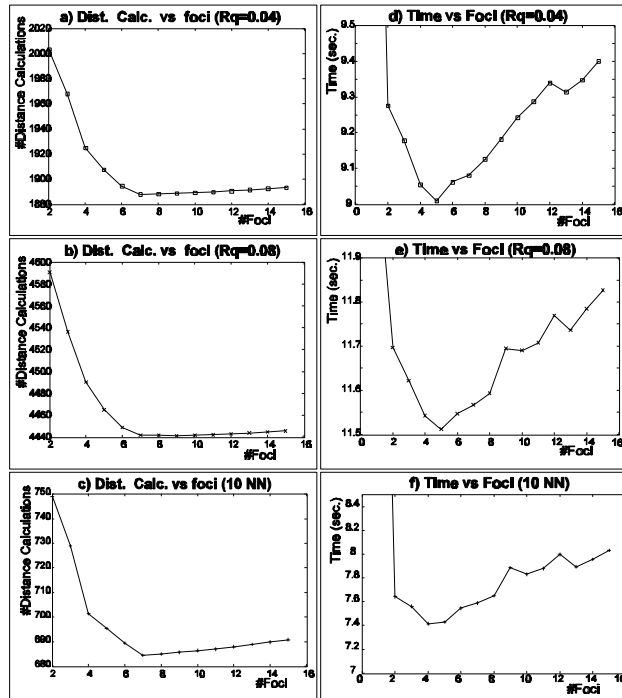 a) Dist. Calc. vs foci (Rq=0.04)
#Distance Calculations
2020
2000
1980
1960
1940
1920
1900
1880
2 4 6 8 10 12 14 16
#Foci
d) Time vs Foci (Rq=0.04)
Time (sec.)
9.5
9.4
9.3
9.2
9.1
9
0 2 4 6 8 10 12 14 16
#Foci
b) Dist. Calc. vs foci (Rq=0.08)
#Distance Calculations
4600
4580
4560
4540
4520
4500
4480
4460
4440
2 4 6 8 10 12 14 16
#Foci
e) Time vs Foci (Rq=0.08)
Time (sec.)
11.9
11.8
11.7
11.6
11.5
0 2 4 6 8 10 12 14 16
#Foci
c) Dist. Calc. vs foci (10 NN)
#Distance Calculations
750
740
730
720
710
700
690
680
2 4 6 8 10 12 14 16
#Foci
f) Time vs Foci (10 NN)
Time (sec.)
8.4
8.2
8
7.8
7.6
7.4
7.2
7
0 2 4 6 8 10 12 14 16
#Foci